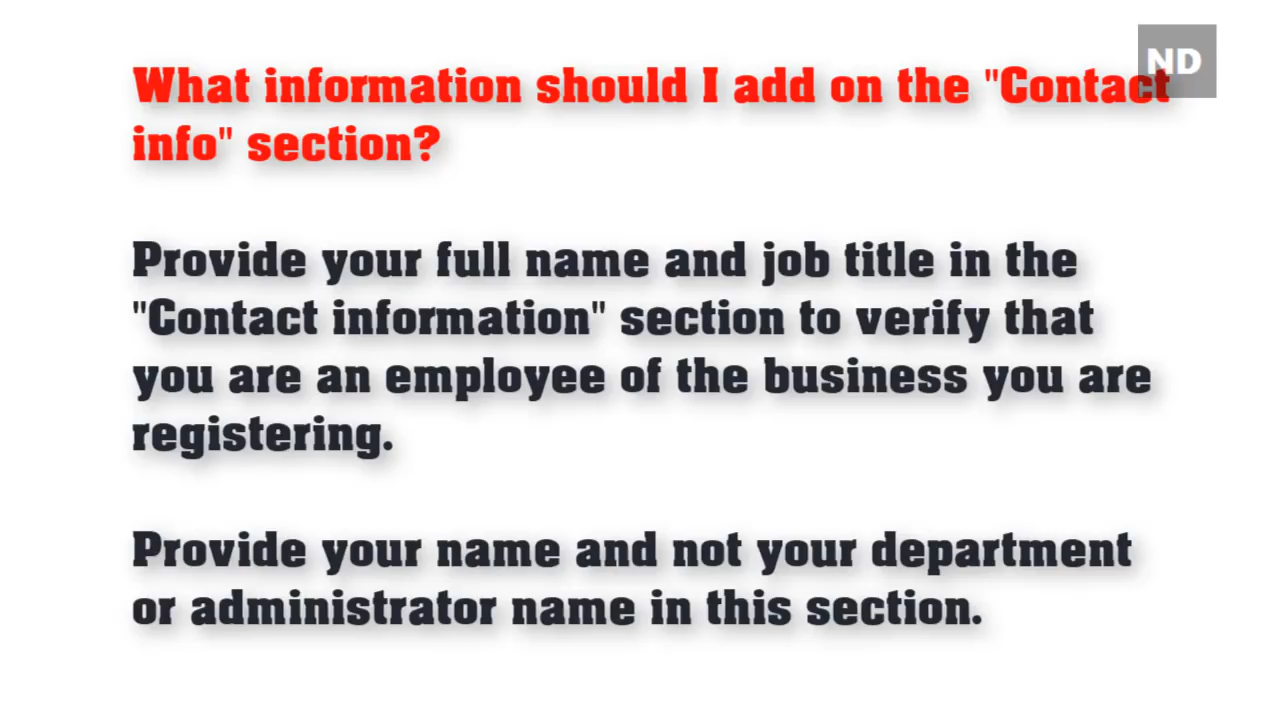 ND
What information should I add on the "Contact
info" section?
Provide your full name and job title in the
"Contact information" section to verify that
you are an employee of the business you are
registering.
Provide your name and not your department
or administrator name in this section.